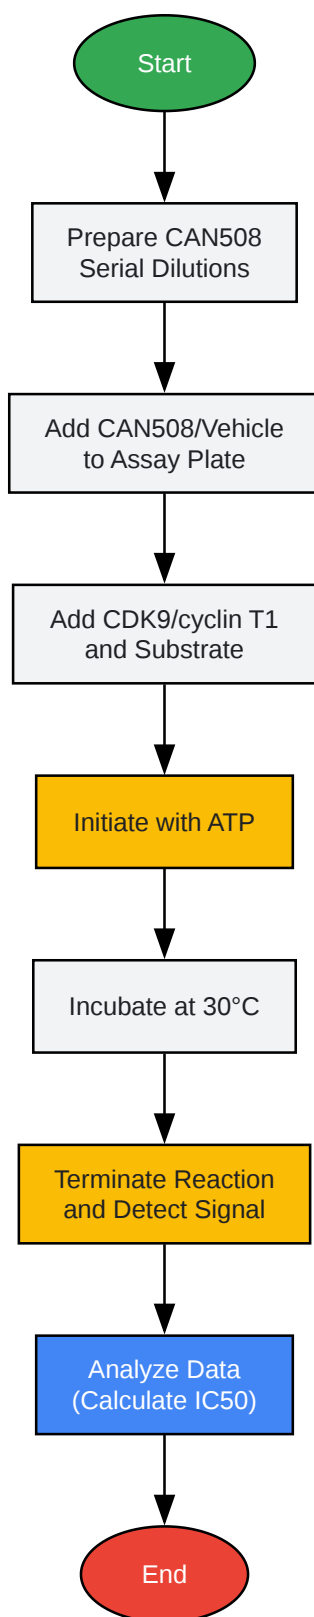 Start
Prepare CAN508
Serial Dilutions
Add CAN508/Vehicle
to Assay Plate
Add CDK9/cyclin T1
and Substrate
Initiate with ATP
Incubate at 30°C
Terminate Reaction
and Detect Signal
Analyze Data
(Calculate IC50)
End